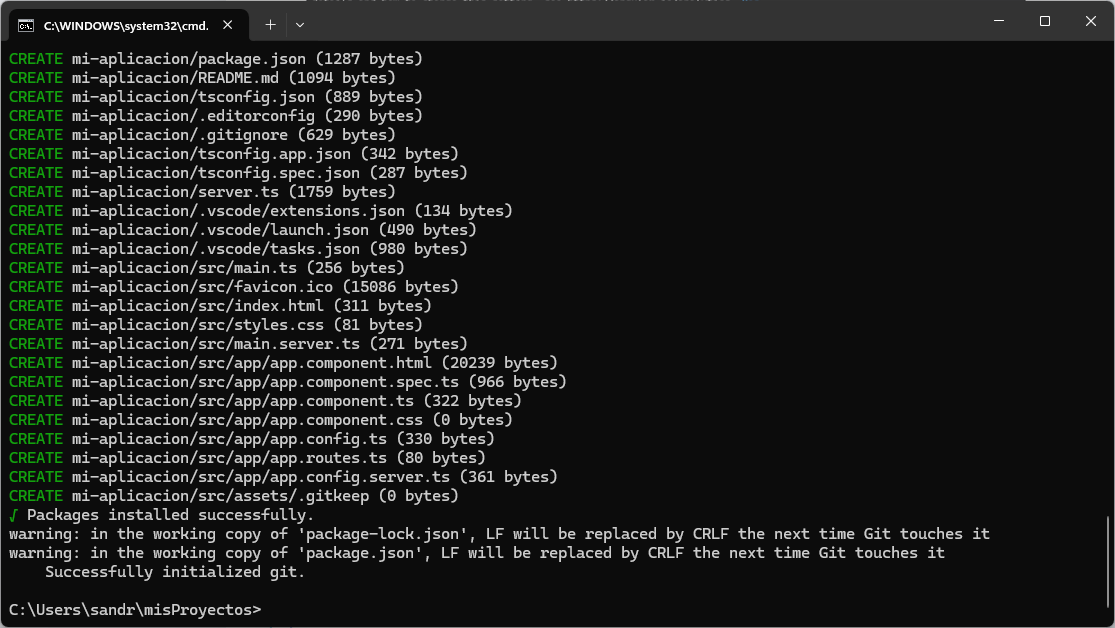 C:\WINDOWS\system32\cmd.
CREATE mi-aplicacion/package.json (1287 bytes)
CREATE mi-aplicacion/README.md (1094 bytes)
CREATE mi-aplicacion/tsconfig.json (889 bytes)
CREATE mi-aplicacion/.editorconfig (290 bytes)
CREATE mi-aplicacion/.gitignore (629 bytes)
CREATE mi-aplicacion/tsconfig.app.json (342 bytes)
CREATE mi-aplicacion/tsconfig.spec.json (287 bytes)
CREATE mi-aplicacion/server.ts (1759 bytes)
CREATE mi-aplicacion/.vscode/extensions.json (134 bytes)
CREATE mi-aplicacion/.vscode/launch.json (490 bytes)
CREATE mi-aplicacion/.vscode/tasks.json (980 bytes)
CREATE mi-aplicacion/src/main.ts (256 bytes)
CREATE mi-aplicacion/src/favicon.ico (15086 bytes)
CREATE mi-aplicacion/src/index.html (311 bytes)
CREATE mi-aplicacion/src/styles.css (81 bytes)
CREATE mi-aplicacion/src/main.server.ts (271 bytes)
CREATE mi-aplicacion/src/app/app.component.html (20239 bytes)
CREATE mi-aplicacion/src/app/app.component.spec.ts (966 bytes)
CREATE mi-aplicacion/src/app/app.component.ts (322 bytes)
CREATE mi-aplicacion/src/app/app.component.css (0 bytes)
CREATE mi-aplicacion/src/app/app.config.ts (330 bytes)
CREATE mi-aplicacion/src/app/app.routes.ts (80 bytes)
CREATE mi-aplicacion/src/app/app.config.server.ts (361 bytes)
CREATE mi-aplicacion/src/assets/.gitkeep (0 bytes)
√ Packages installed successfully.
warning: in the working copy of 'package-lock.json', LF will be replaced by CRLF the next time Git touches it
warning: in the working copy of 'package.json', LF will be replaced by CRLF the next time Git touches it
    Successfully initialized git.
C:\Users\sandr\misProyectos>